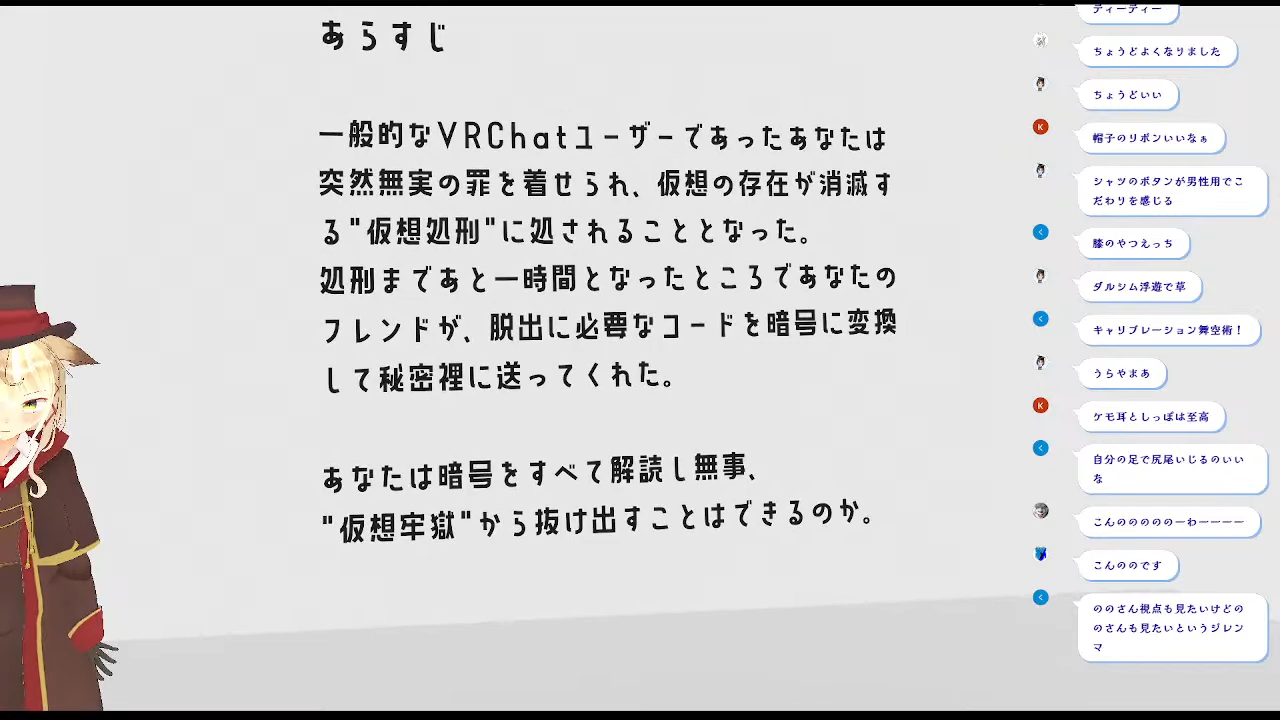 あらすじ
一般的なVRChatユーザーであったあなたは
突然無実の罪を着せられ、仮想の存在が消滅す
る"仮想処刑"に処されることとなった。
処刑まであと一時間となったところであなたの
フレンドが、脱出に必要なコードを暗号に変換
して秘密裡に送ってくれた。
あなたは暗号をすべて解読し無事、
"仮想牢獄"から抜け出すことはできるのか。
ティーティー
ちょうどよくなりました
ちょうどいい
K
帽子のリボンいいなぁ
シャツのボタンが男性用でこ
だわりを感じる
く
膝のやつえっち
ダルシム浮遊で草
く
キャリブレーション舞空術!
うらやまあ
K
ケモ耳としっぽは至高
く
自分の足で尻尾いじるのいい
な
こんののののーわーーーー
こんののです
く
ののさん視点も見たいけどの
のさんも見たいというジレン
マ